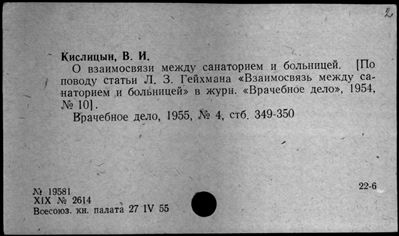 2
Кислицын, В. И.
О взаимосвязи между санаторием и больницей. [По
поводу статьи Л. З. Гейхмана «Взаимосвязь между са-
наторием и больницей» в журн. «Врачебное дело», 1954,
№ 10].
Врачебное дело, 1955, № 4, стб. 349-350
22-6
№ 19581
XIX № 2614
Всесоюз. кн. палата 27 IV 55